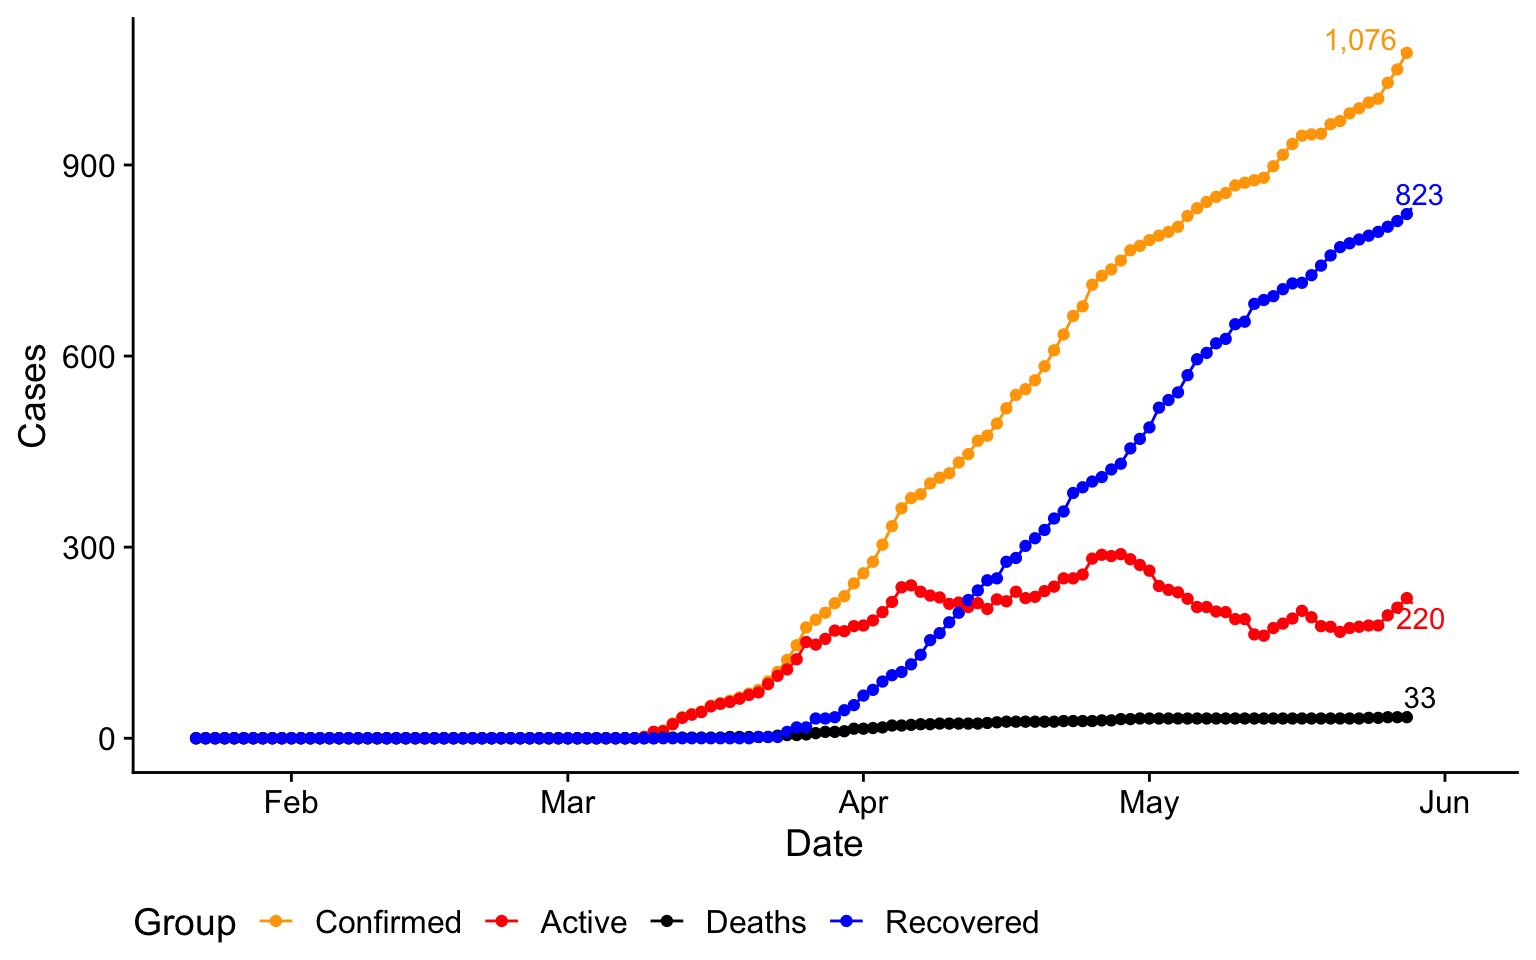 1,076
900
823
600
Cases
300
220
33
0
Feb Mar Apr May Jun
Date
Group Confirmed Active Deaths Recovered